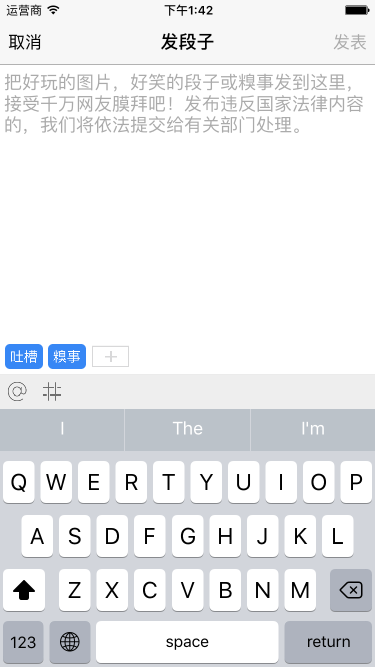 运营商 下午1:42
取消 发段子 发表
把好玩的图片，好笑的段子或糗事发到这里，
接受千万网友膜拜吧！发布违反国家法律内容
的，我们将依法提交给有关部门处理。
吐槽 糗事 +
@ #
I The I'm
Q W E R T Y U I O P
A S D F G H J K L
Z X C V B N M
123 space return